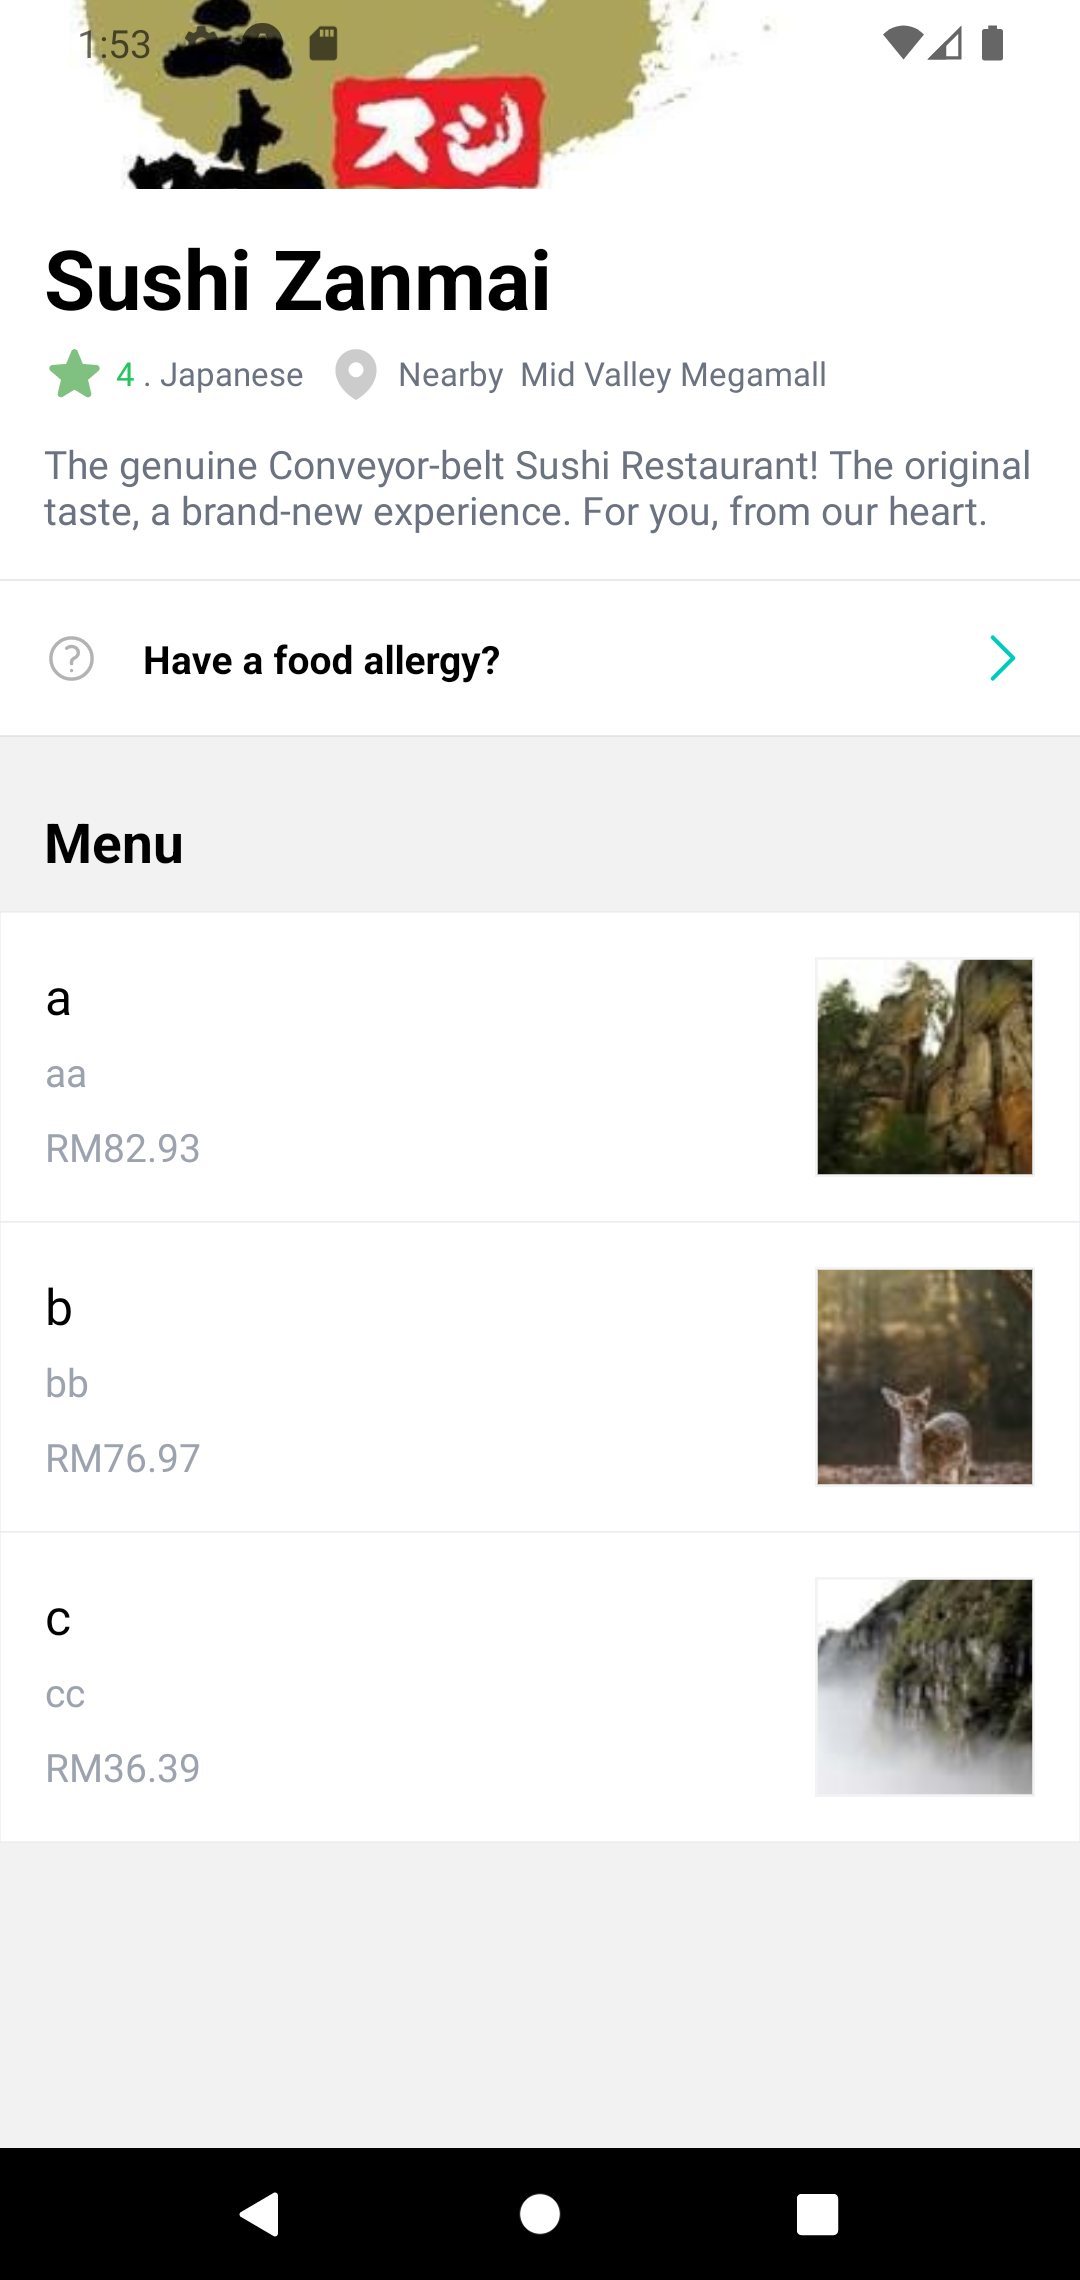 1:53
スシ
Sushi Zanmai
4 . Japanese Nearby Mid Valley Megamall
The genuine Conveyor-belt Sushi Restaurant! The original
taste, a brand-new experience. For you, from our heart.
? Have a food allergy?
Menu
a
aa
RM82.93
b
bb
RM76.97
c
cc
RM36.39